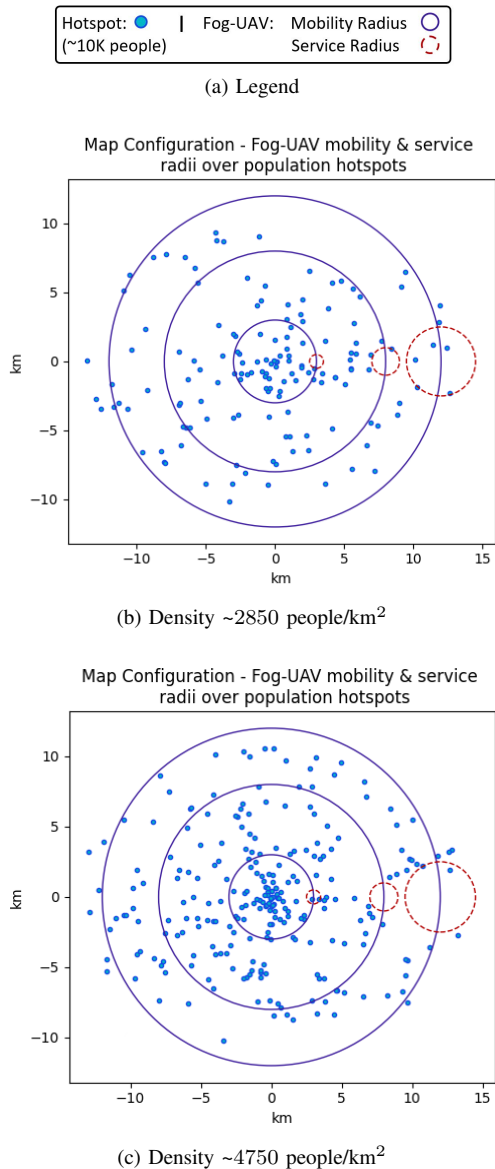 Hotspot: | Fog-UAV: Mobility Radius
(~10K people) Service Radius
(a) Legend
Map Configuration - Fog-UAV mobility & service
radii over population hotspots
10
5
0
−5
−10
km
−10 −5 0 5 10 15
km
(b) Density ~2850 people/km²
Map Configuration - Fog-UAV mobility & service
radii over population hotspots
10
5
0
−5
−10
km
−10 −5 0 5 10 15
km
(c) Density ~4750 people/km²